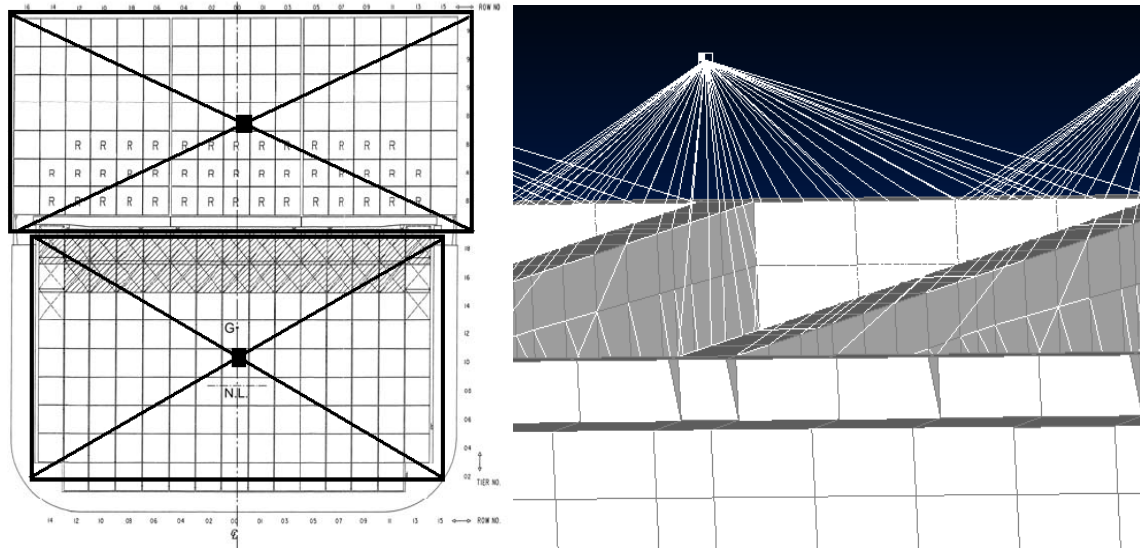 16 14 12 10 08 06 04 02 00 01 03 05 07 09 11 13 15 ROW NO
R R R R R R R R R R R R R
R R R R R R R R R R R R R R R
R R R R R R R R R R R R R R R
18
16
14
G 12
10
N.L.
08
06
04
02
TIER NO.
14 12 10 08 06 04 02 00 01 03 05 07 09 11 13 15 ROW NO.
℄